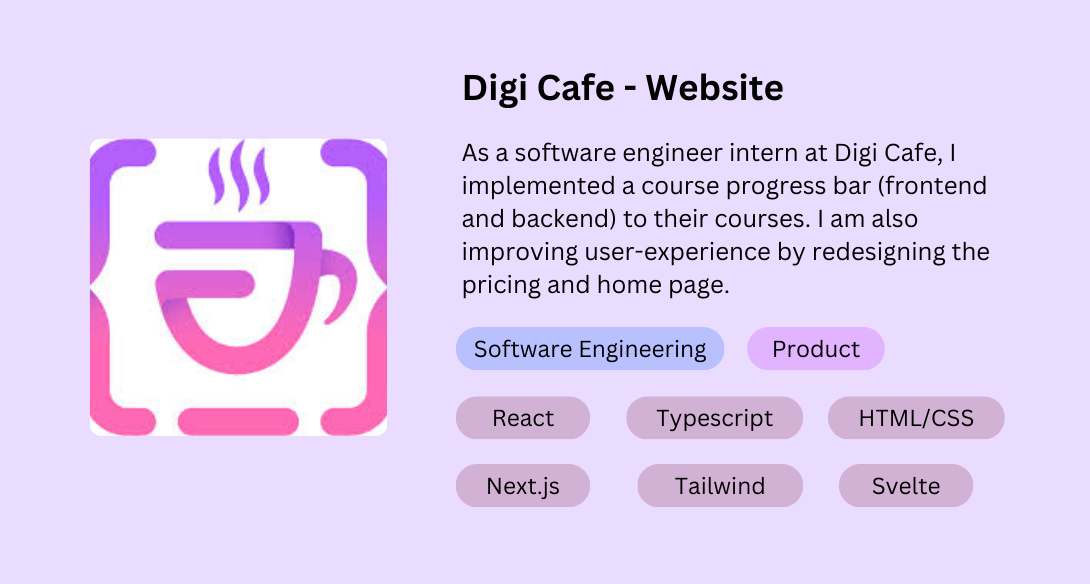 Digi Cafe - Website
As a software engineer intern at Digi Cafe, I
implemented a course progress bar (frontend
and backend) to their courses. I am also
improving user-experience by redesigning the
pricing and home page.
Software Engineering Product
React Typescript HTML/CSS
Next.js Tailwind Svelte